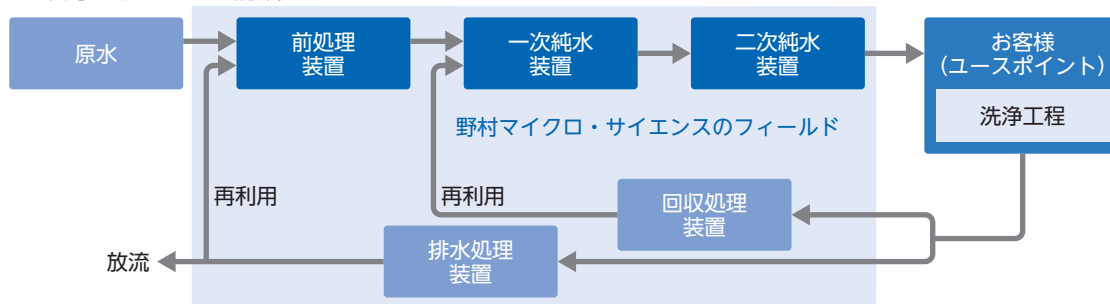 原水
前処理
装置
一次純水
装置
二次純水
装置
お客様
（ユースポイント）
洗浄工程
野村マイクロ・サイエンスのフィールド
再利用
再利用
回収処理
装置
放流
排水処理
装置